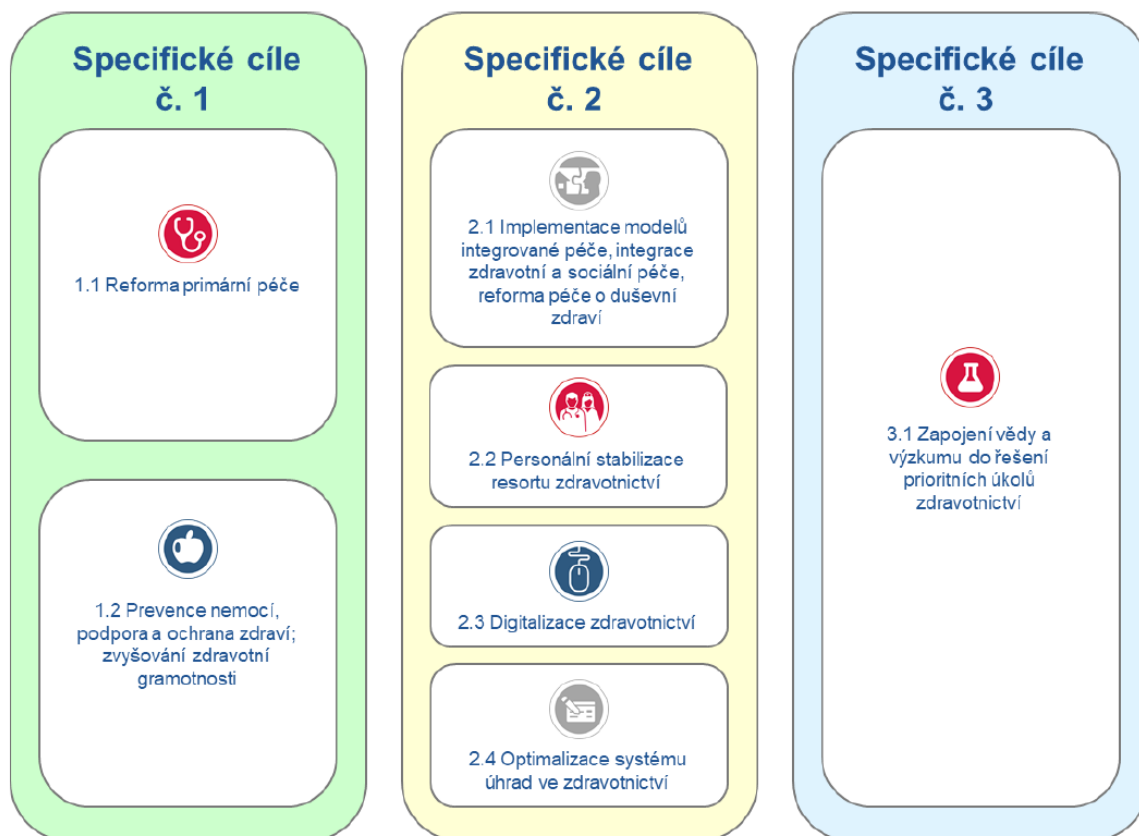 Specifické cíle
č. 1
1.1 Reforma primární péče
1.2 Prevence nemocí,
podpora a ochrana zdraví;
zvyšování zdravotní
gramotnosti
Specifické cíle
č. 2
2.1 Implementace modelů
integrované péče, integrace
zdravotní a sociální péče,
reforma péče o duševní
zdraví
2.2 Personální stabilizace
resortu zdravotnictví
2.3 Digitalizace zdravotnictví
2.4 Optimalizace systému
úhrad ve zdravotnictví
Specifické cíle
č. 3
3.1 Zapojení vědy a
výzkumu do řešení
prioritních úkolů
zdravotnictví